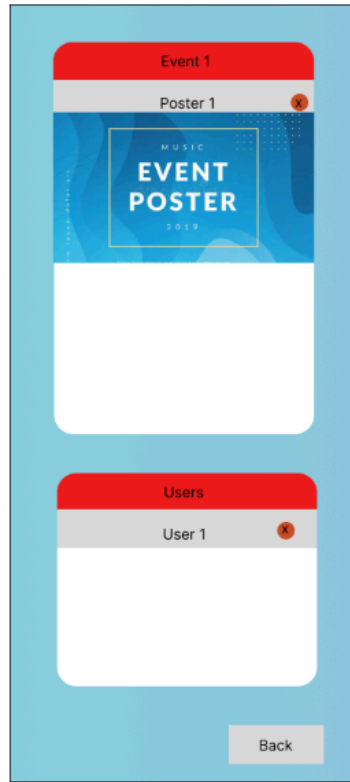 Event 1
Poster 1 X
MUSIC
EVENT
POSTER
2019
Users
User 1 X
Back